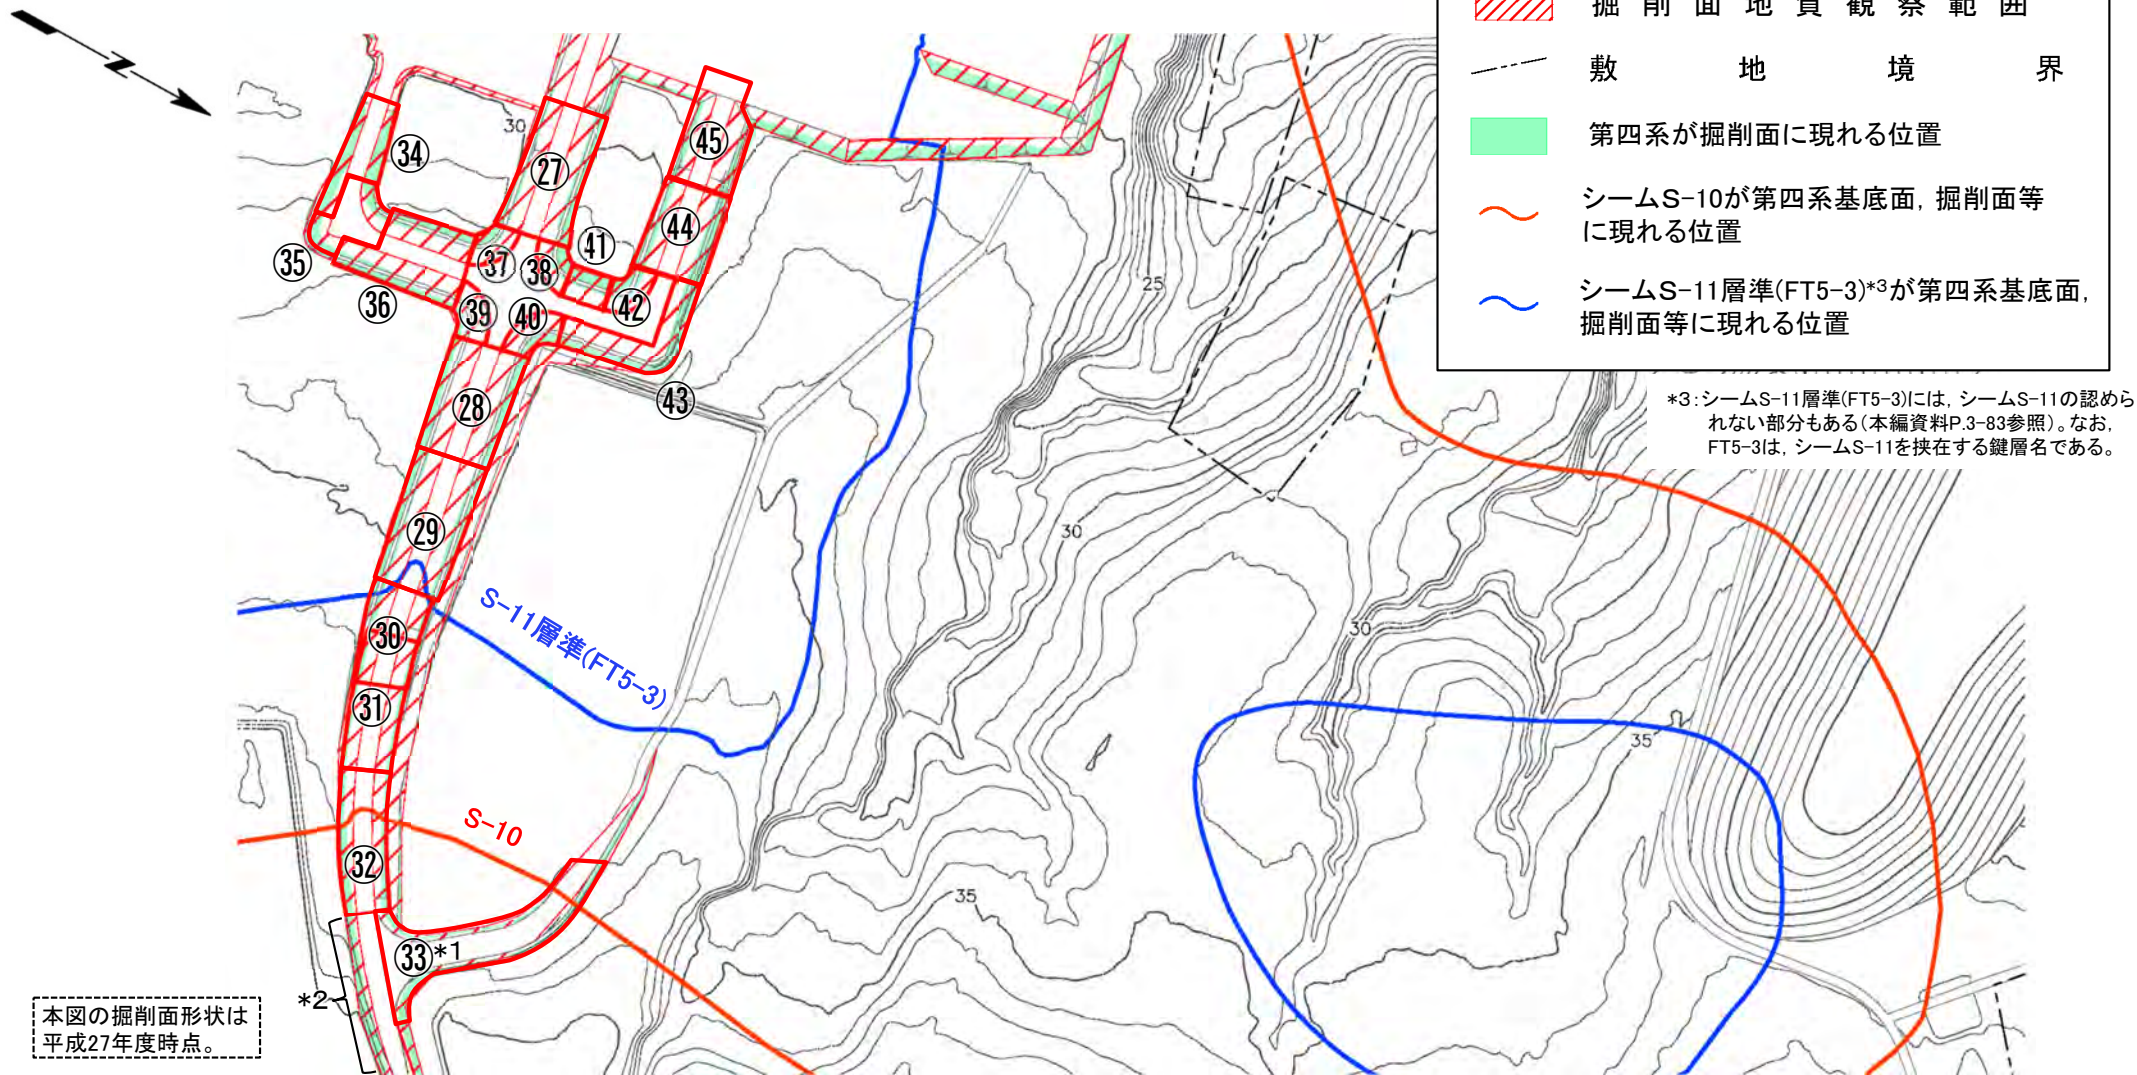 掘削面地質観察範囲
敷地境界
第四系が掘削面に現れる位置
シームS-10が第四系基底面, 掘削面等
に現れる位置
シームS-11層準(FT5-3)*3が第四系基底面,
掘削面等に現れる位置
*3:シームS-11層準(FT5-3)には, シームS-11の認めら
れない部分もある(本編資料P.3-83参照)。なお,
FT5-3は, シームS-11を挟在する鍵層名である。
N
30
㉞
㉗
㊺
㊹
㉟
㊱
㊲
㊳
㊶
㊴
㊵
㊷
㊸
25
㉘
㉙
30
㉚
S-11層準(FT5-3)
30
㉛
35
S-10
㉜
35
㉝*1
*2
本図の掘削面形状は
平成27年度時点。